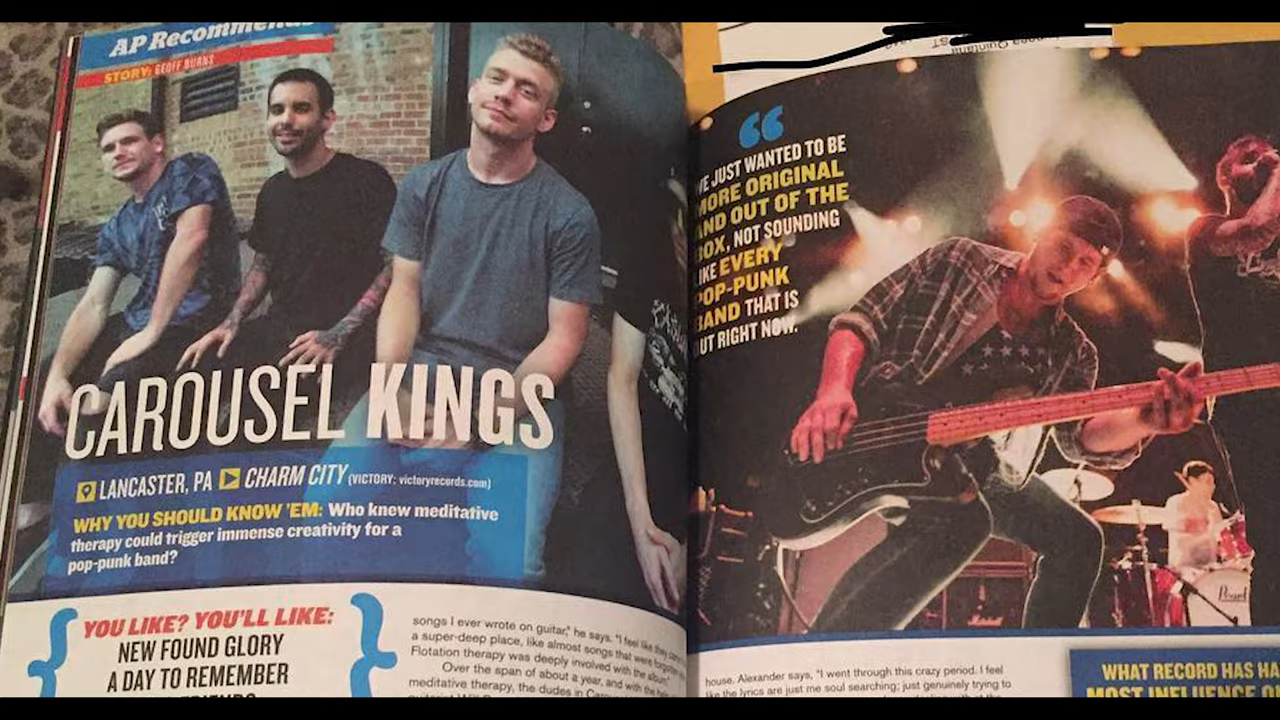 AP Recommends
STORY: GEOFF BURNS
CAROUSEL KINGS
LANCASTER, PA CHARM CITY (VICTORY: victoryrecords.com)
WHY YOU SHOULD KNOW 'EM: Who knew meditative
therapy could trigger immense creativity for a
pop-punk band?
YOU LIKE? YOU'LL LIKE:
NEW FOUND GLORY
A DAY TO REMEMBER
songs I ever wrote on guitar," he says. "I feel like they
a super-deep place, like almost songs that were
Flotation therapy was deeply involved with the album."
Over the span of about a year, and with the
meditative therapy, the dudes in
“
WE JUST WANTED TO BE
MORE ORIGINAL
AND OUT OF THE
BOX, NOT SOUNDING
LIKE EVERY
POP-PUNK
BAND THAT IS
OUT RIGHT NOW.
Pearl
Marshall
house. Alexander says, "I went through this crazy period. I feel
like the lyrics are just me soul searching; just genuinely trying to
WHAT RECORD HAS HA
MOST INFLUENCE O